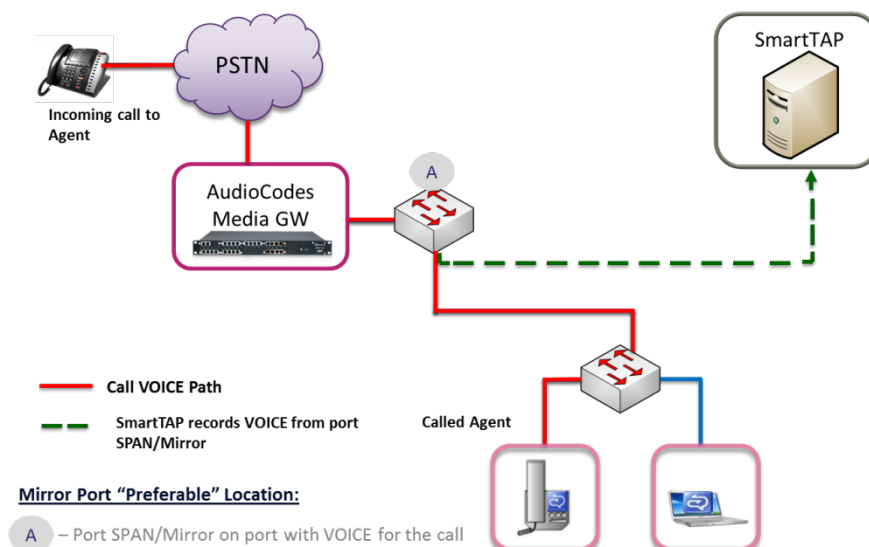 PSTN
SmartTAP
Incoming call to
Agent
A
AudioCodes
Media GW
Call VOICE Path
SmartTAP records VOICE from port
SPAN/Mirror
Called Agent
Mirror Port “Preferable” Location:
A – Port SPAN/Mirror on port with VOICE for the call